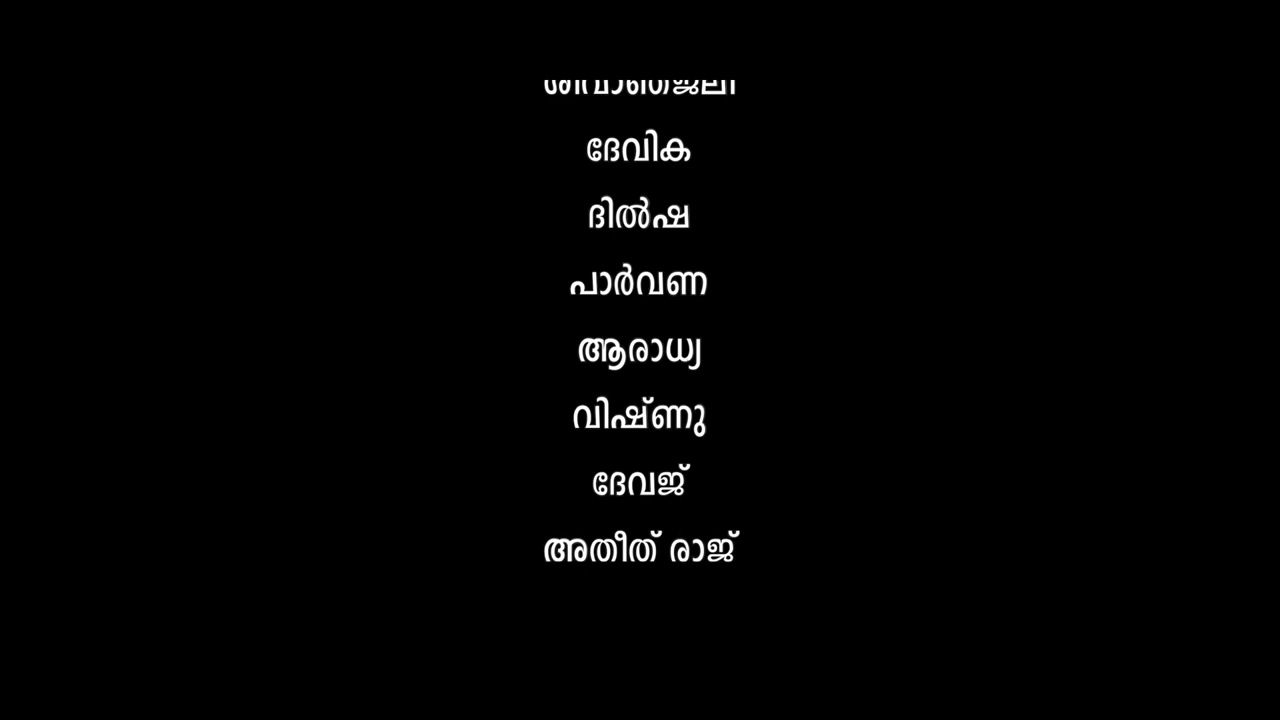 ദേവിക
ദിൽഷ
പാർവണ
ആരാധ്യ
വിഷ്ണു
ദേവജ്
അതീത് രാജ്